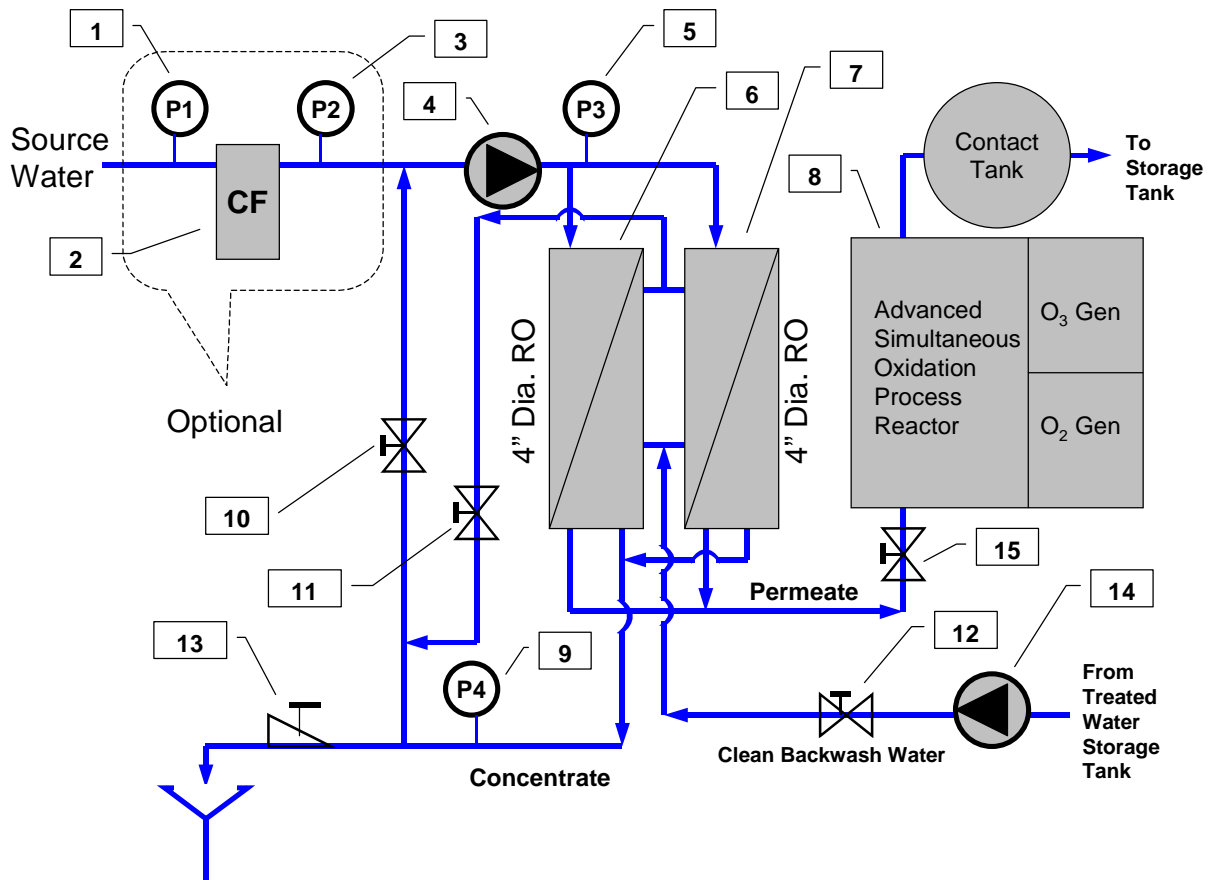 1
3
5
7
6
4
P1
P2
P3
Source
Water
CF
2
Contact
Tank
To
Storage
Tank
8
4” Dia. RO
4” Dia. RO
Advanced
Simultaneous
Oxidation
Process
Reactor
O₃ Gen
O₂ Gen
Optional
10
11
15
Permeate
14
12
13
9
P4
From
Treated
Water
Storage
Tank
Clean Backwash Water
Concentrate